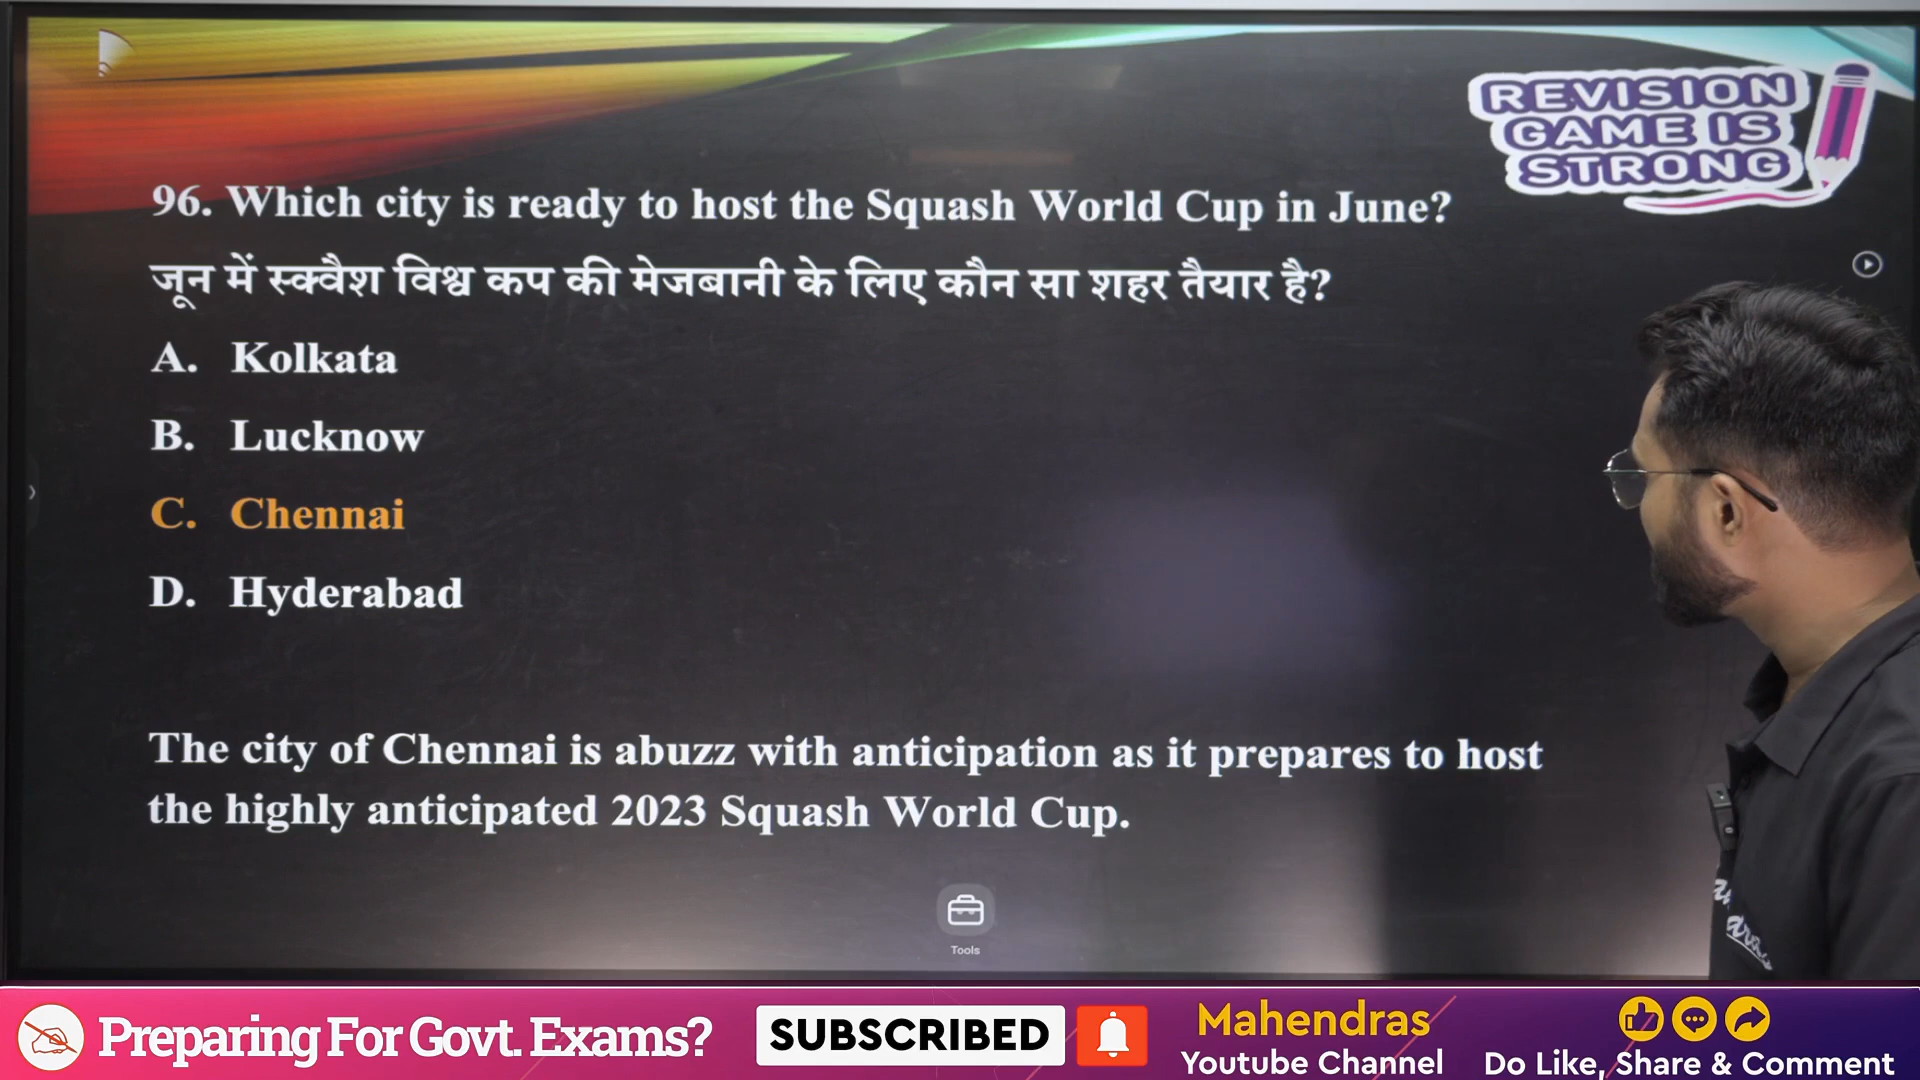 REVISION
GAME IS
STRONG
96. Which city is ready to host the Squash World Cup in June?
जून में स्क्वैश विश्व कप की मेजबानी के लिए कौन सा शहर तैयार है?
A. Kolkata
B. Lucknow
C. Chennai
D. Hyderabad
The city of Chennai is abuzz with anticipation as it prepares to host
the highly anticipated 2023 Squash World Cup.
Tools
Preparing For Govt. Exams?
SUBSCRIBED
Mahendras
Youtube Channel
Do Like, Share & Comment